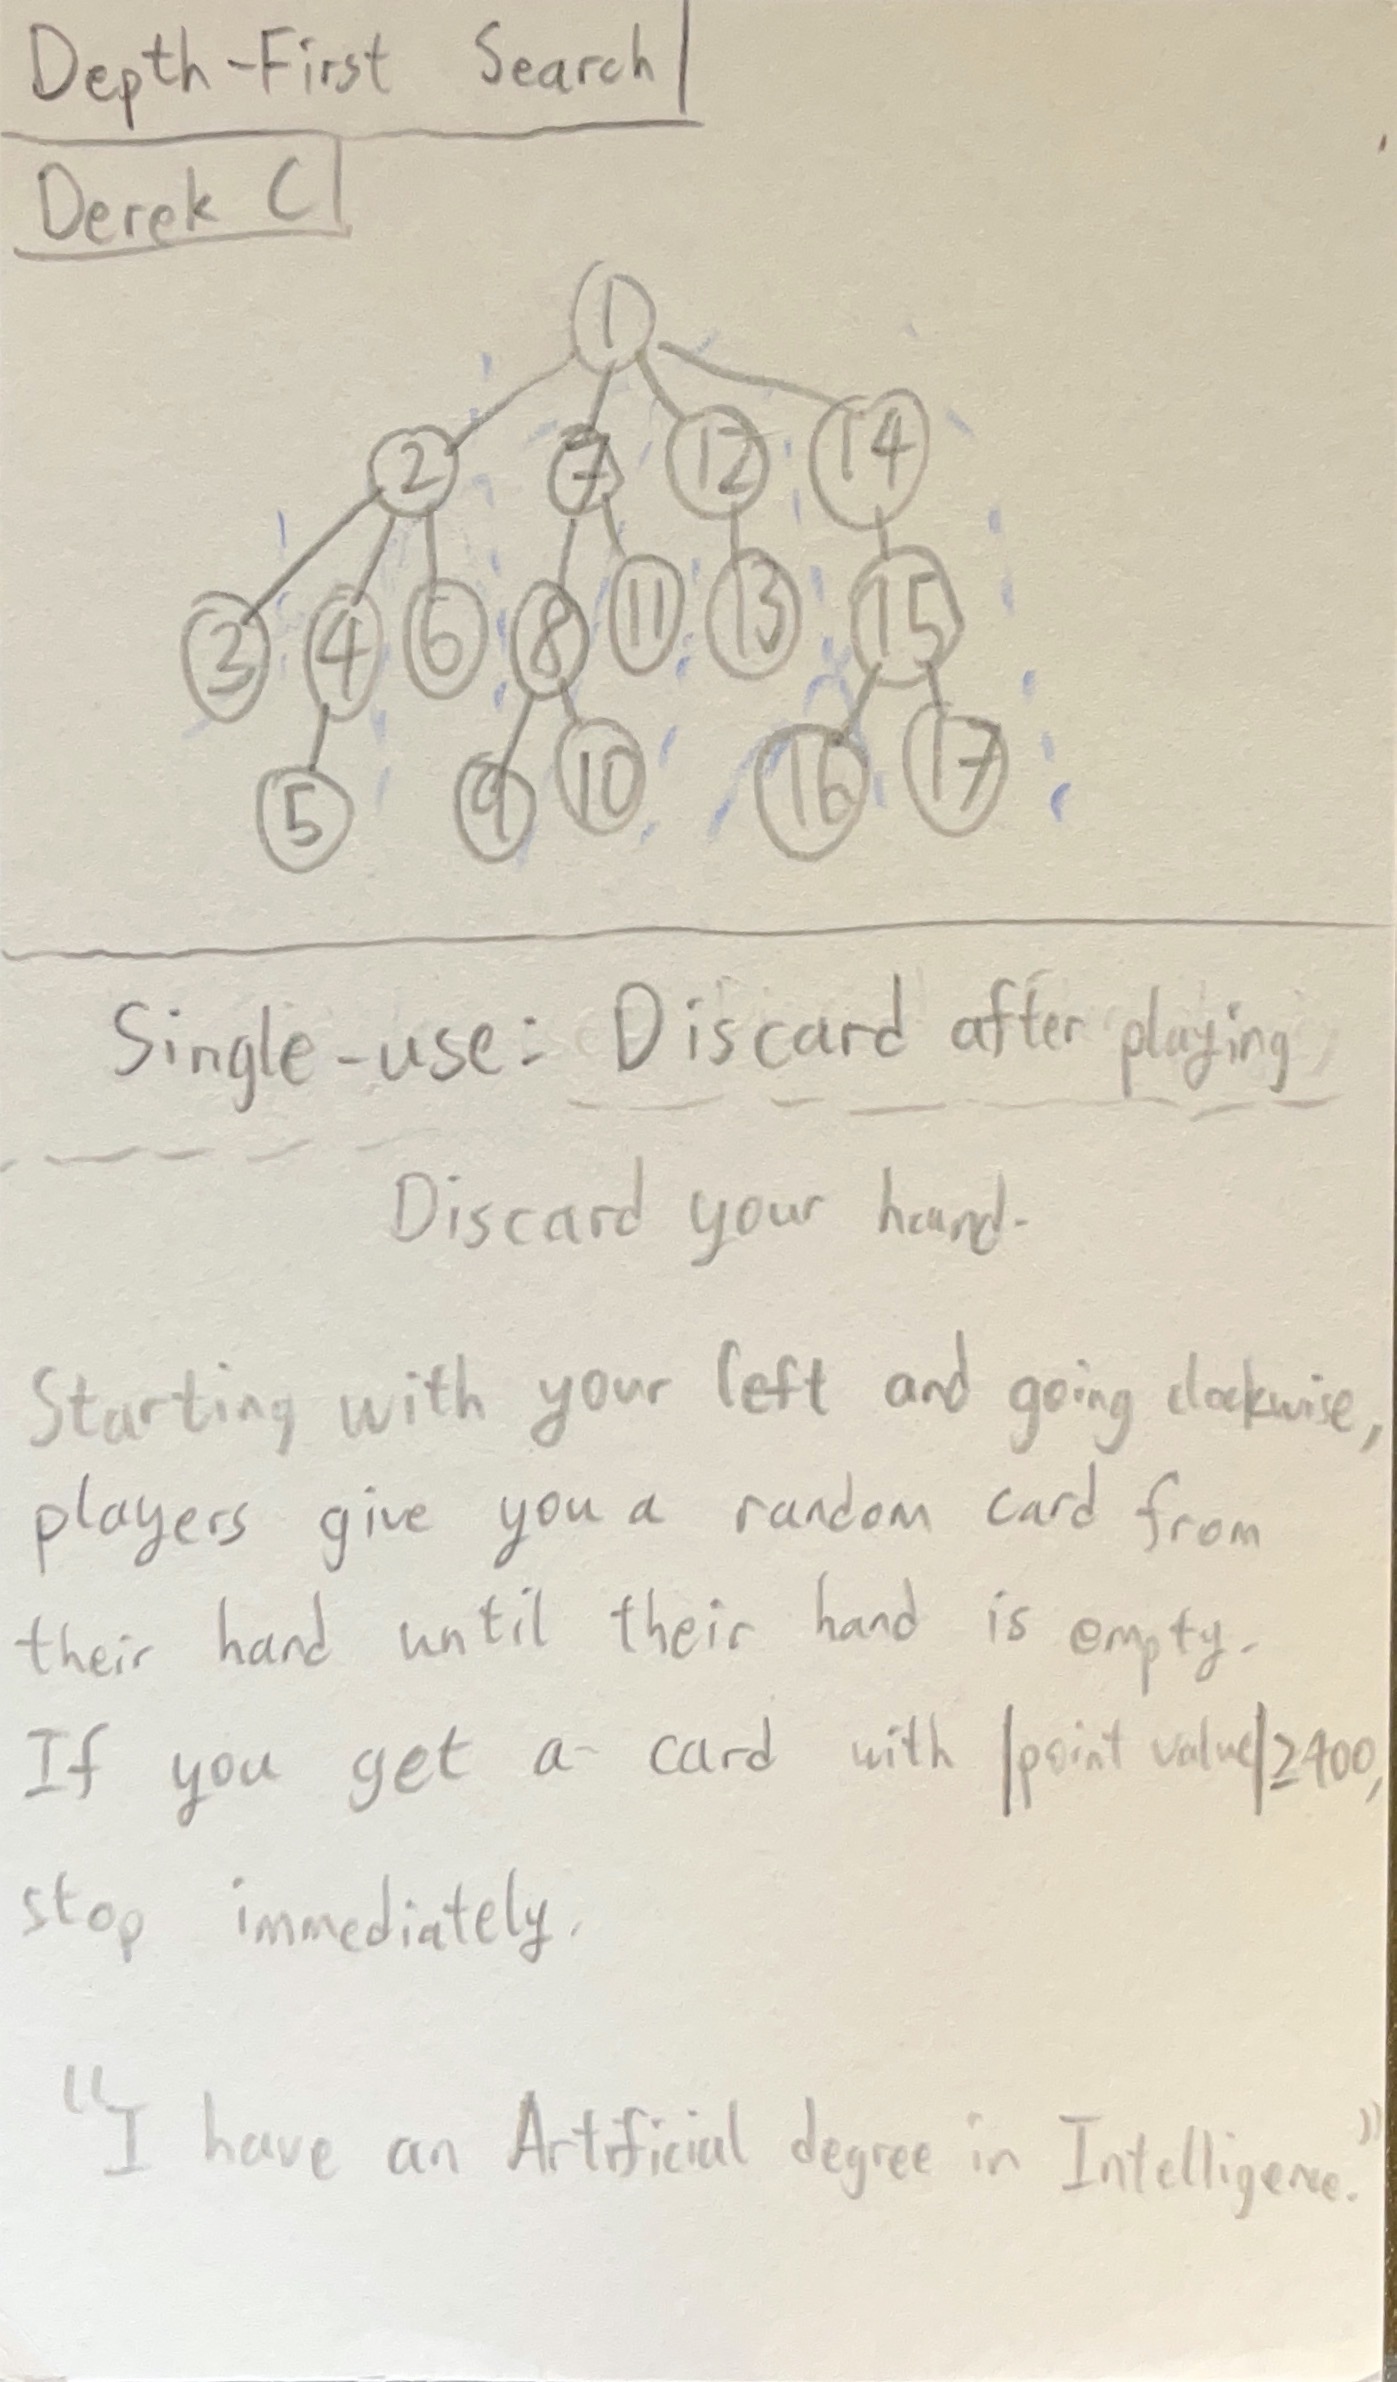 Depth-First Search
Derek C
1
2 7 12 14
3 4 6 8 11 13 15
5 9 10 16 17
Single-use: Discard after playing
Discard your hand.
Starting with your left and going clockwise,
players give you a random card from
their hand until their hand is empty.
If you get a card with |point value|≥400,
stop immediately.
"I have an Artificial degree in Intelligence."